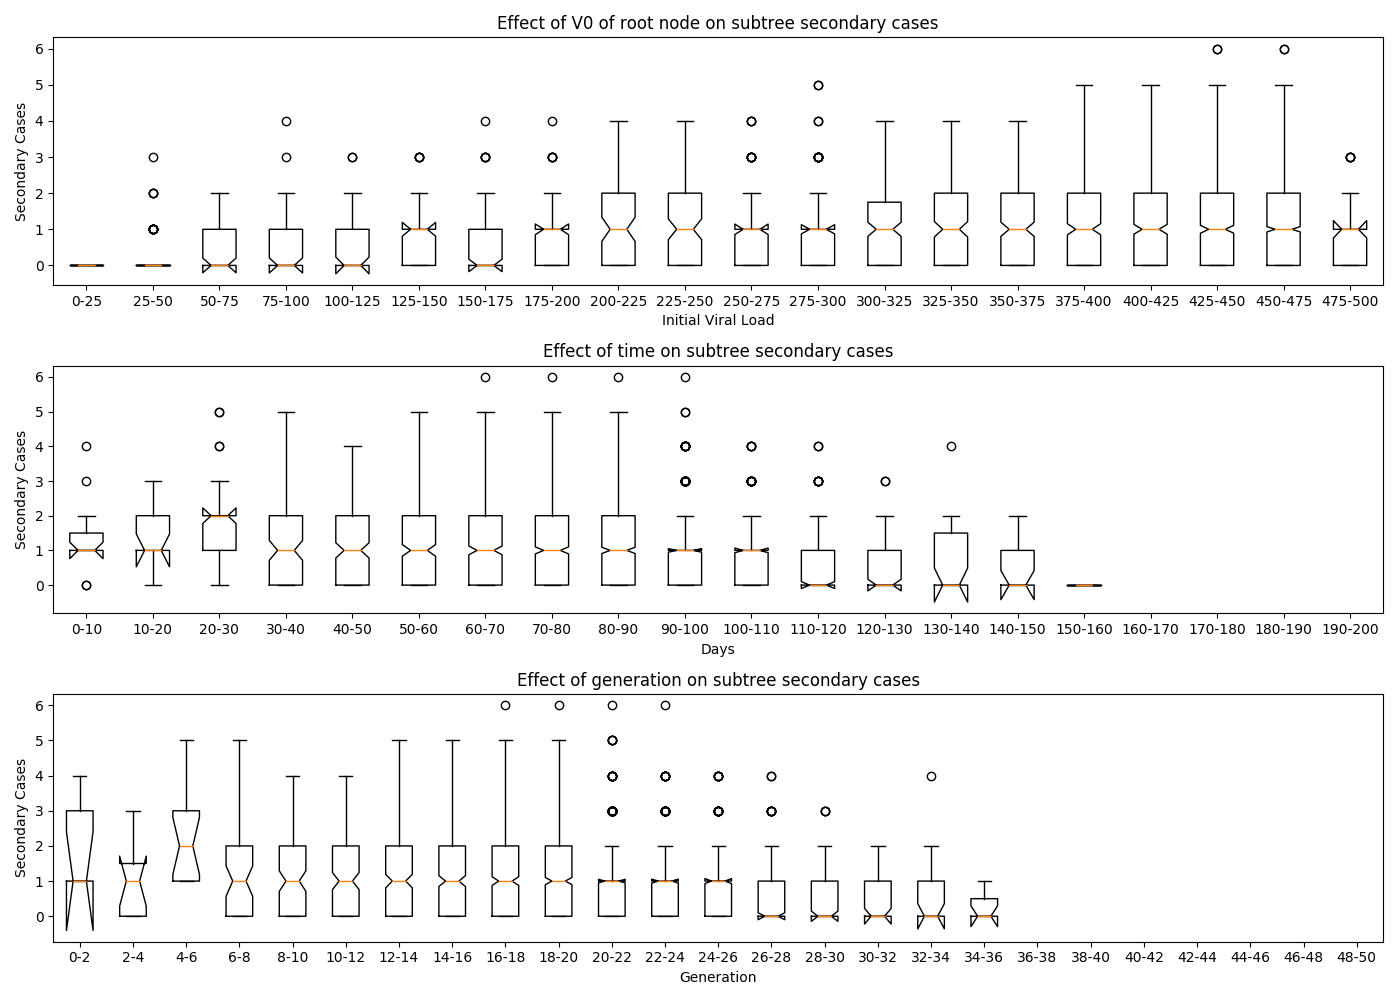 Effect of V0 of root node on subtree secondary cases
Secondary Cases
6
5
4
3
2
1
0
0-25 25-50 50-75 75-100 100-125 125-150 150-175 175-200 200-225 225-250 250-275 275-300 300-325 325-350 350-375 375-400 400-425 425-450 450-475 475-500
Initial Viral Load
Effect of time on subtree secondary cases
Secondary Cases
6
5
4
3
2
1
0
0-10 10-20 20-30 30-40 40-50 50-60 60-70 70-80 80-90 90-100 100-110 110-120 120-130 130-140 140-150 150-160 160-170 170-180 180-190 190-200
Days
Effect of generation on subtree secondary cases
Secondary Cases
6
5
4
3
2
1
0
0-2 2-4 4-6 6-8 8-10 10-12 12-14 14-16 16-18 18-20 20-22 22-24 24-26 26-28 28-30 30-32 32-34 34-36 36-38 38-40 40-42 42-44 44-46 46-48 48-50
Generation